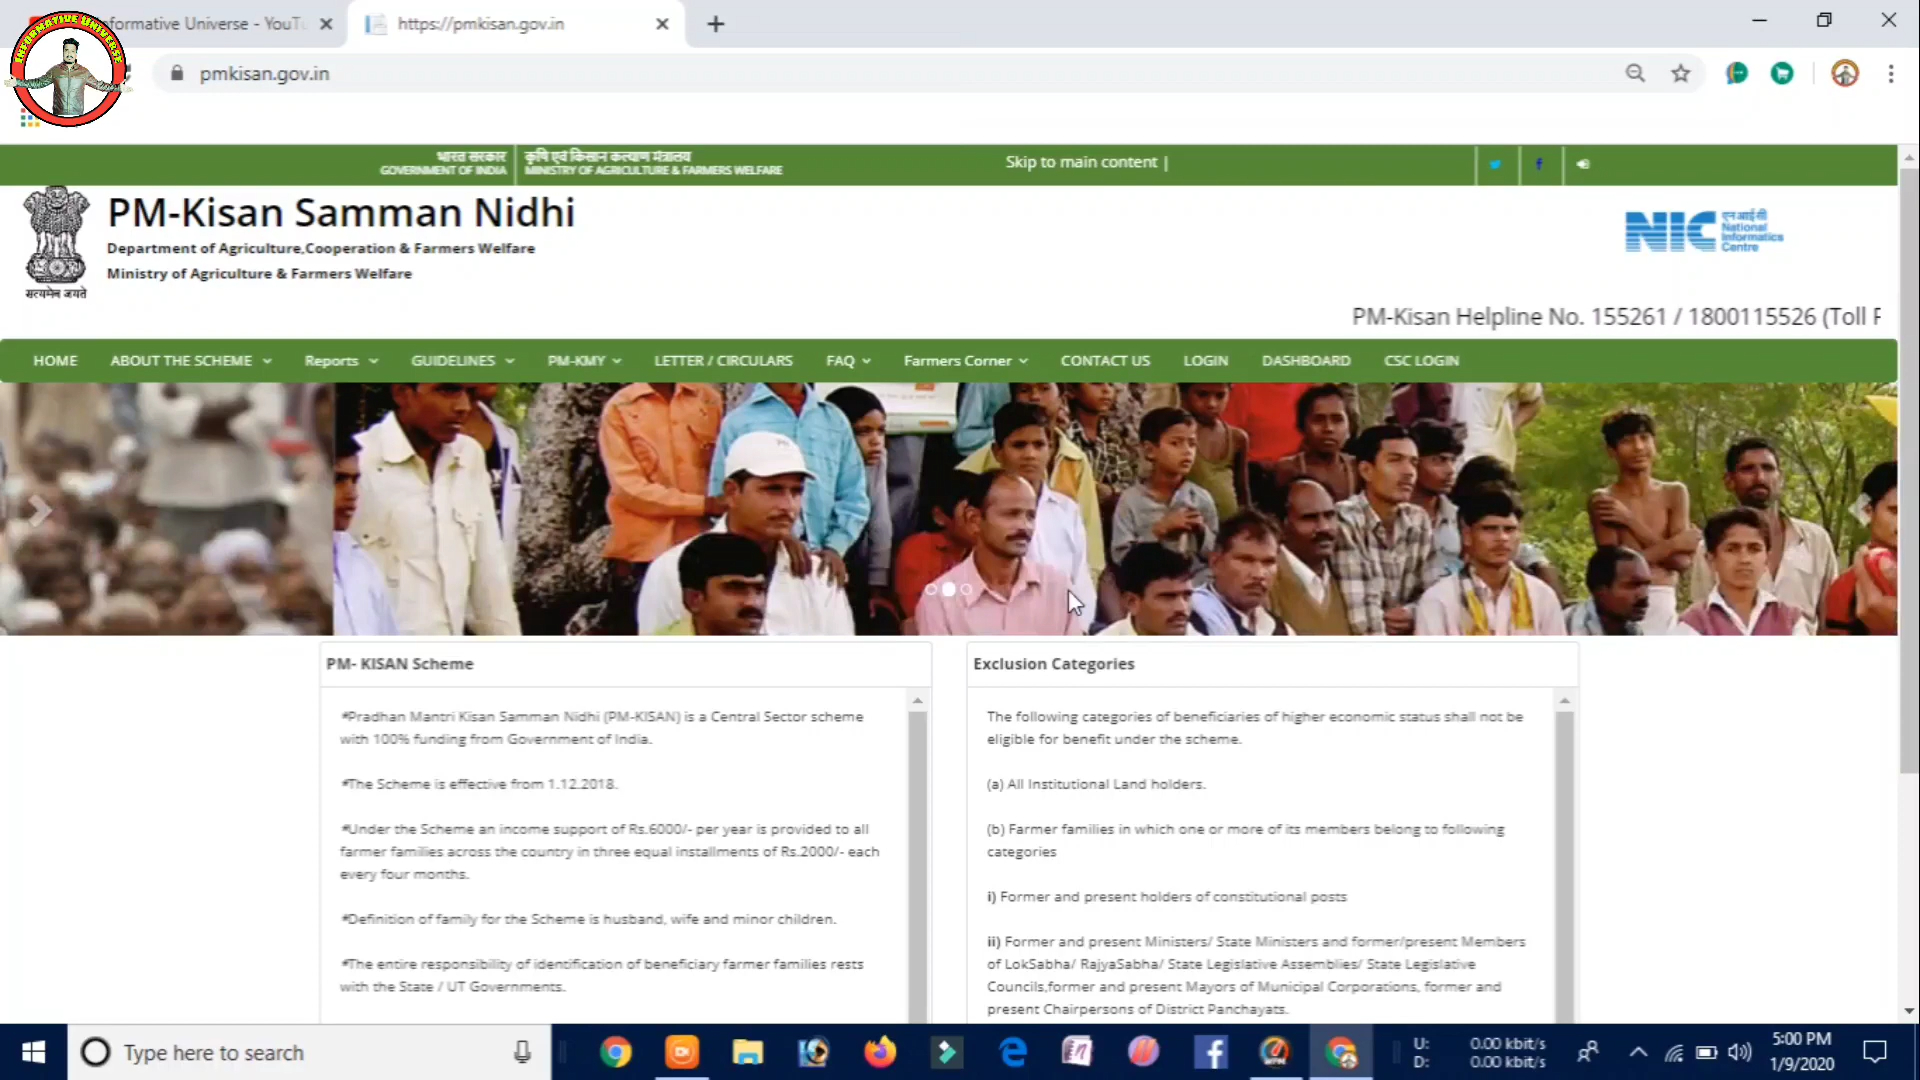 INFORMATIVE UNIVERSE
nformative Universe - YouTu
https://pmkisan.gov.in
pmkisan.gov.in
भारत सरकार
GOVERNMENT OF INDIA
कृषि एवं किसान कल्याण मंत्रालय
MINISTRY OF AGRICULTURE & FARMERS WELFARE
Skip to main content |
PM-Kisan Samman Nidhi
Department of Agriculture,Cooperation & Farmers Welfare
Ministry of Agriculture & Farmers Welfare
सत्यमेव जयते
NIC
एन आई सी
National
Informatics
Centre
PM-Kisan Helpline No. 155261 / 1800115526 (Toll F
HOME ABOUT THE SCHEME Reports GUIDELINES PM-KMY LETTER / CIRCULARS FAQ Farmers Corner CONTACT US LOGIN DASHBOARD CSC LOGIN
PM- KISAN Scheme
*Pradhan Mantri Kisan Samman Nidhi (PM-KISAN) is a Central Sector scheme
with 100% funding from Government of India.
*The Scheme is effective from 1.12.2018.
*Under the Scheme an income support of Rs.6000/- per year is provided to all
farmer families across the country in three equal installments of Rs.2000/- each
every four months.
*Definition of family for the Scheme is husband, wife and minor children.
*The entire responsibility of identification of beneficiary farmer families rests
with the State / UT Governments.
Exclusion Categories
The following categories of beneficiaries of higher economic status shall not be
eligible for benefit under the scheme.
(a) All Institutional Land holders.
(b) Farmer families in which one or more of its members belong to following
categories
i) Former and present holders of constitutional posts
ii) Former and present Ministers/ State Ministers and former/present Members
of LokSabha/ RajyaSabha/ State Legislative Assemblies/ State Legislative
Councils,former and present Mayors of Municipal Corporations, former and
present Chairpersons of District Panchayats.
Type here to search
U: 0.00 kbit/s
D: 0.00 kbit/s
5:00 PM
1/9/2020